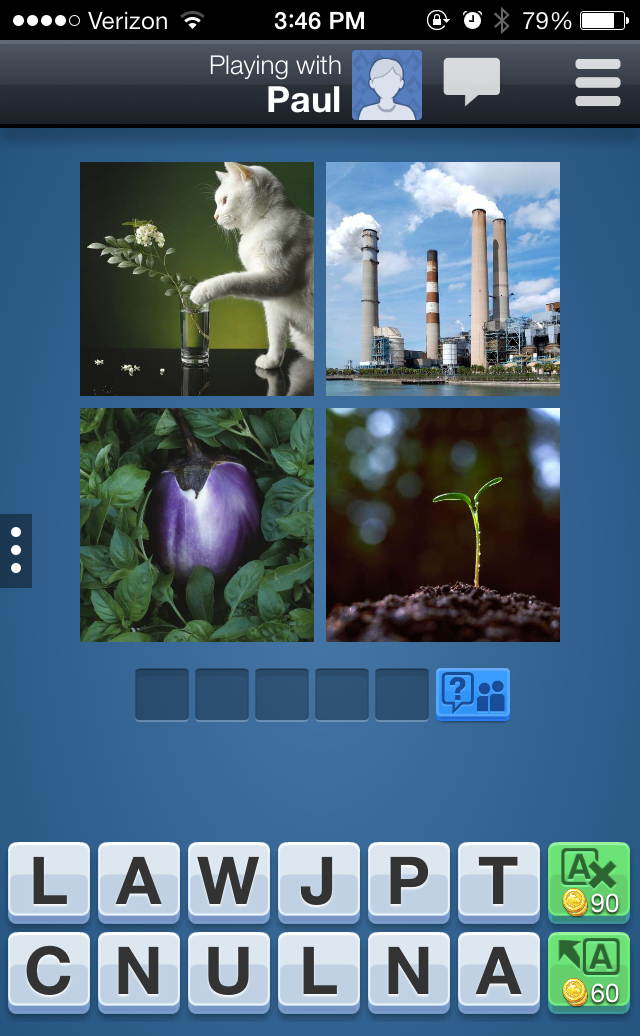 Verizon 3:46 PM 79%
Playing with
Paul
?
L A W J P T A 90
C N U L N A A 60